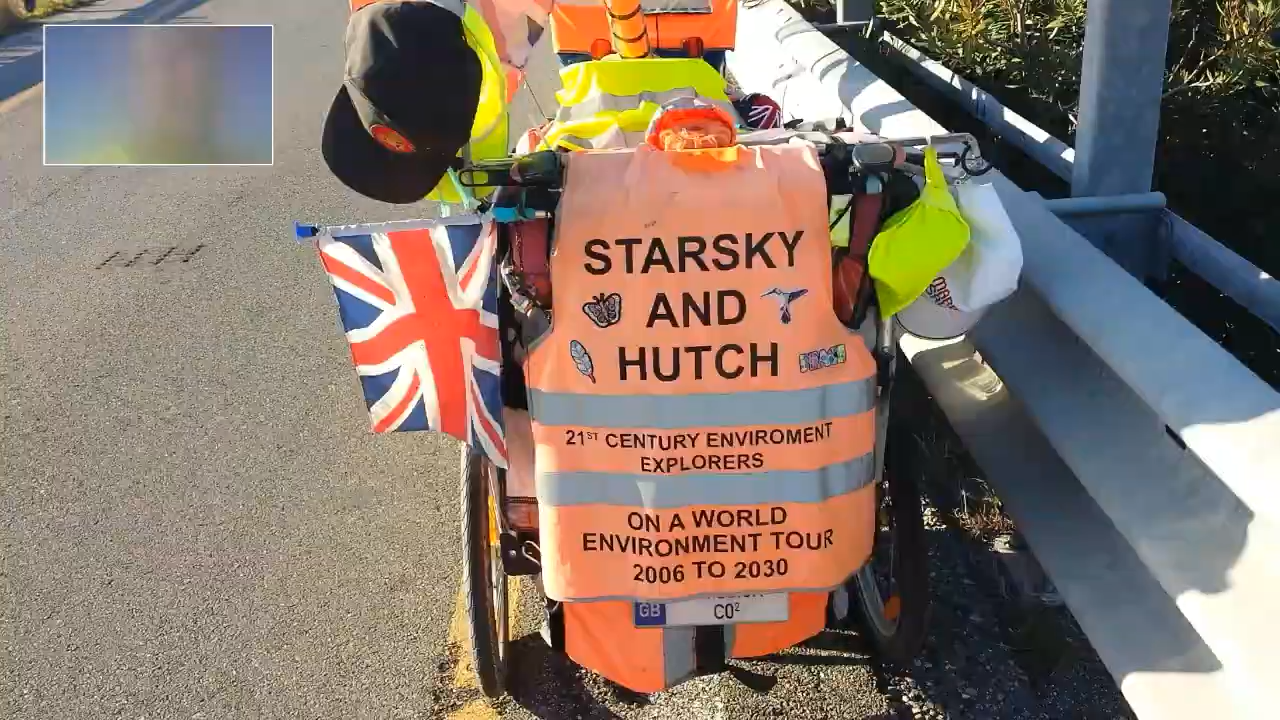 STARSKY
AND
HUTCH
21ST CENTURY ENVIROMENT
EXPLORERS
ON A WORLD
ENVIRONMENT TOUR
2006 TO 2030
GB
CO²